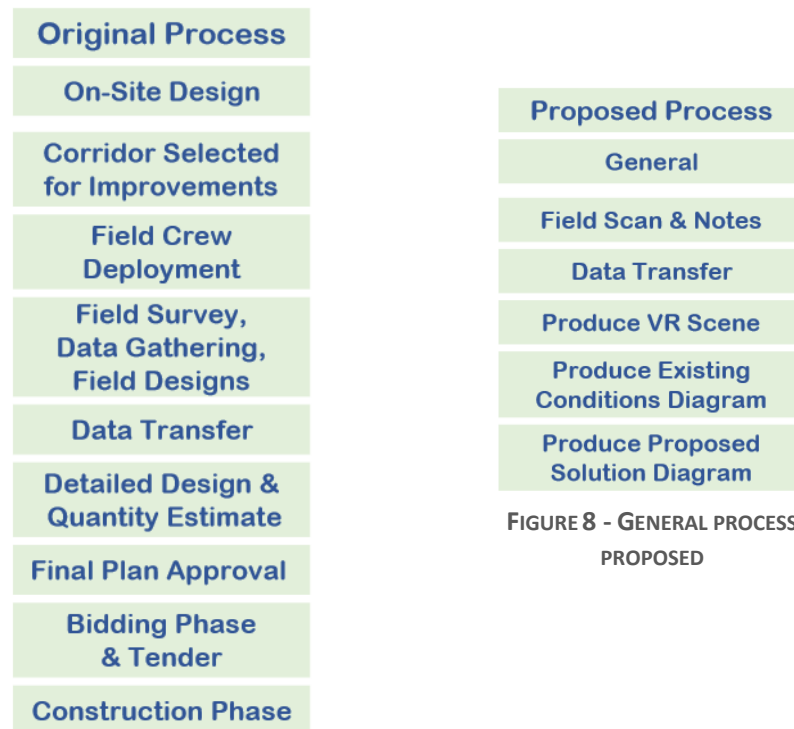 Original Process
On-Site Design
Corridor Selected
for Improvements
Field Crew
Deployment
Field Survey,
Data Gathering,
Field Designs
Data Transfer
Detailed Design &
Quantity Estimate
Final Plan Approval
Bidding Phase
& Tender
Construction Phase
Proposed Process
General
Field Scan & Notes
Data Transfer
Produce VR Scene
Produce Existing
Conditions Diagram
Produce Proposed
Solution Diagram
FIGURE 8 - GENERAL PROCESS
PROPOSED